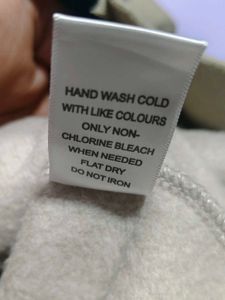 HAND WASH COLD
WITH LIKE COLOURS
ONLY NON-
CHLORINE BLEACH
WHEN NEEDED
FLAT DRY
DO NOT IRON